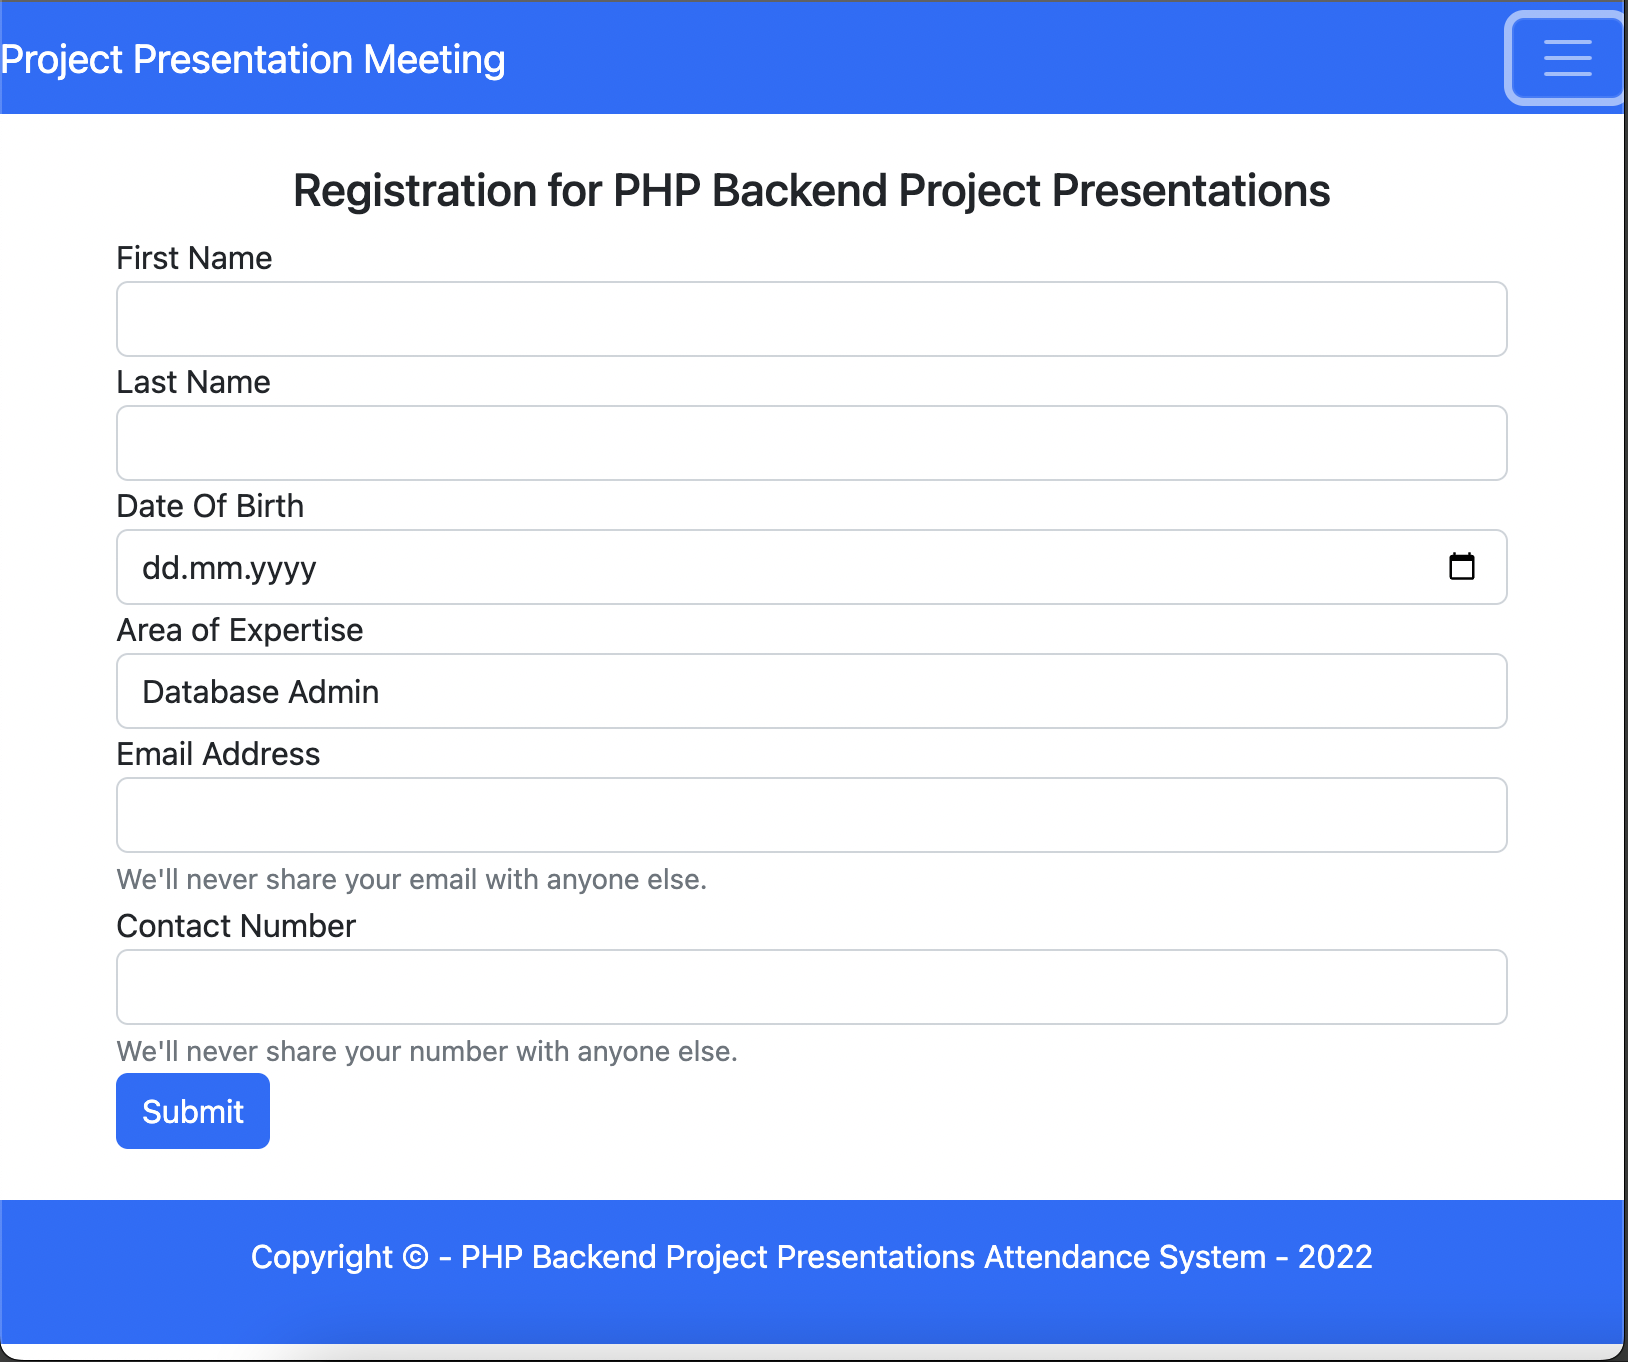 Project Presentation Meeting
Registration for PHP Backend Project Presentations
First Name
Last Name
Date Of Birth
dd.mm.yyyy
Area of Expertise
Database Admin
Email Address
We'll never share your email with anyone else.
Contact Number
We'll never share your number with anyone else.
Submit
Copyright © - PHP Backend Project Presentations Attendance System - 2022